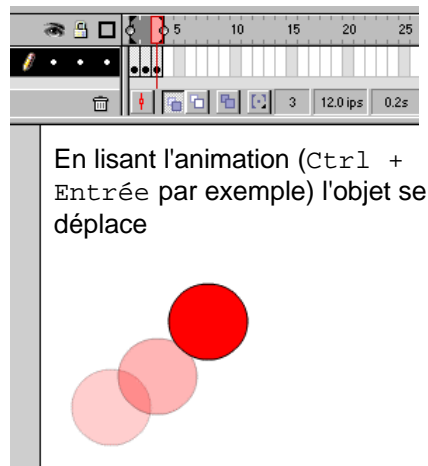 5 10 15 20 25
3 12.0 ips 0.2s
En lisant l'animation (Ctrl +
Entrée par exemple) l'objet se
déplace